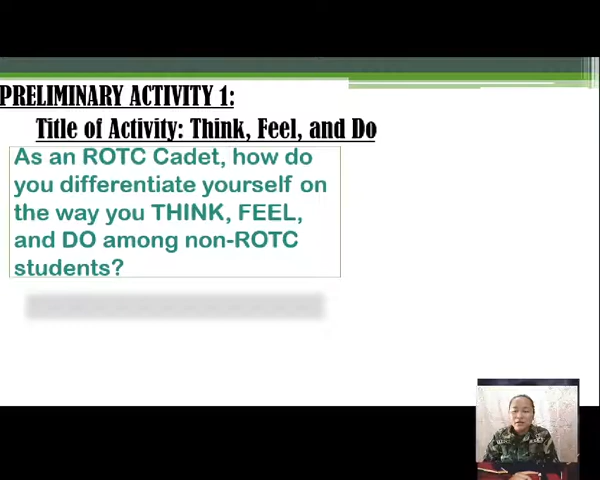 PRELIMINARY ACTIVITY 1:
Title of Activity: Think, Feel, and Do
As an ROTC Cadet, how do
you differentiate yourself on
the way you THINK, FEEL,
and DO among non-ROTC
students?